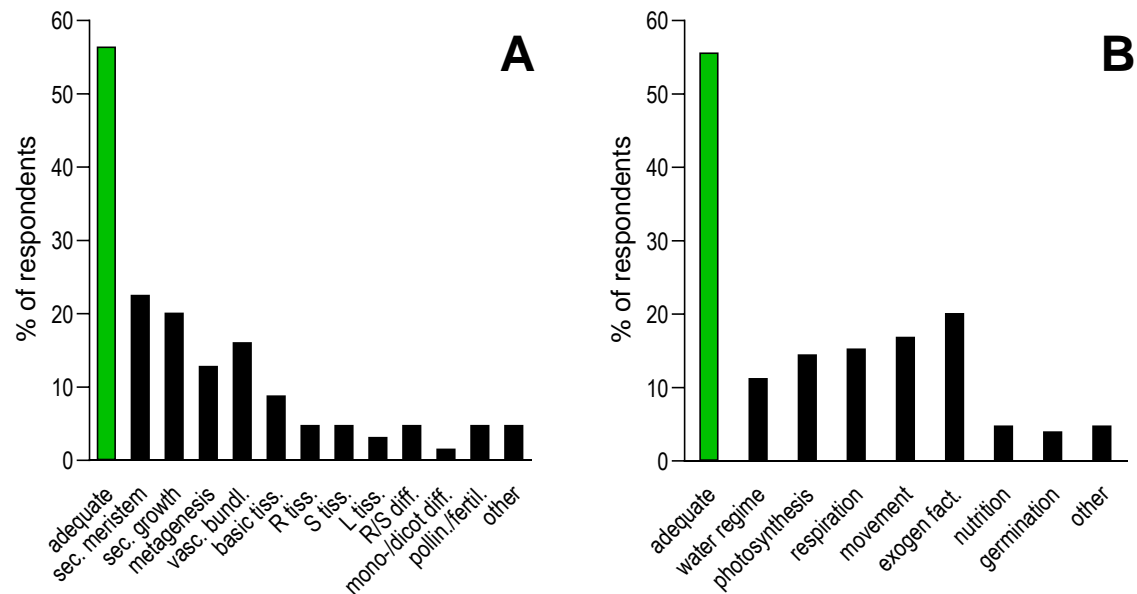 A
% of respondents
60
50
40
30
20
10
0
adequate
sec. meristem
sec. growth
metagenesis
vasc. bundl.
basic tiss.
R tiss.
S tiss.
L tiss.
R/S diff.
mono-/dicot diff.
pollin./fertil.
other
B
% of respondents
60
50
40
30
20
10
0
adequate
water regime
photosynthesis
respiration
movement
exogen fact.
nutrition
germination
other